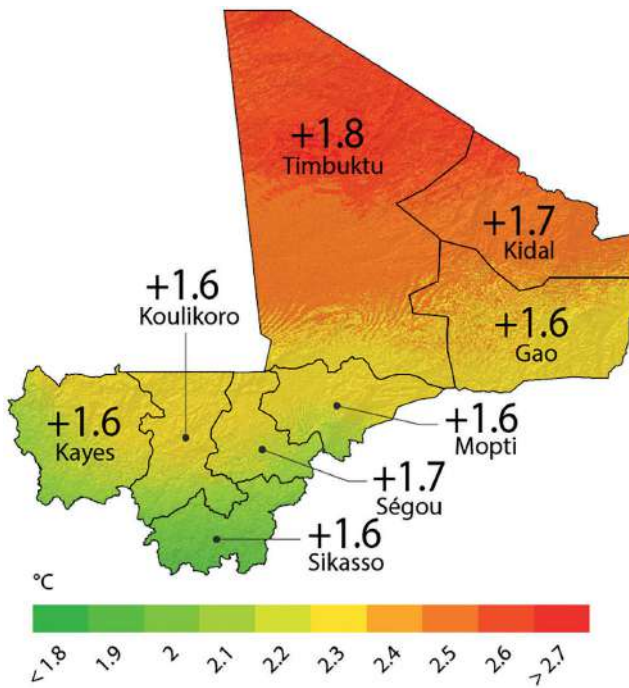 +1.8
Timbuktu
+1.7
Kidal
+1.6
Koulikoro
+1.6
Gao
+1.6
Kayes
+1.6
Mopti
+1.7
Ségou
+1.6
Sikasso
°C
< 1.8 1.9 2 2.1 2.2 2.3 2.4 2.5 2.6 > 2.7